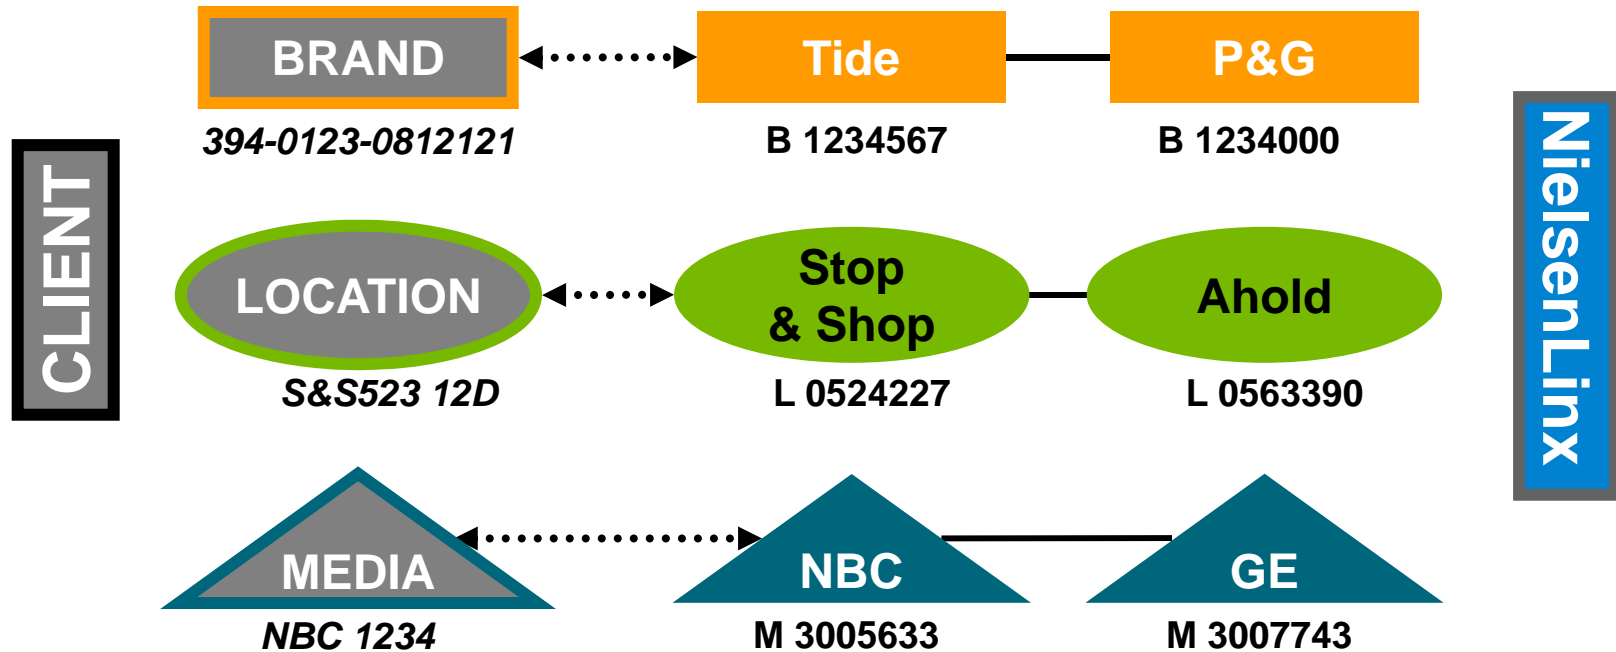 CLIENT
BRAND
Tide
P&G
394-0123-0812121
B 1234567
B 1234000
LOCATION
Stop
& Shop
Ahold
S&S523 12D
L 0524227
L 0563390
MEDIA
NBC
GE
NBC 1234
M 3005633
M 3007743
NielsenLinx